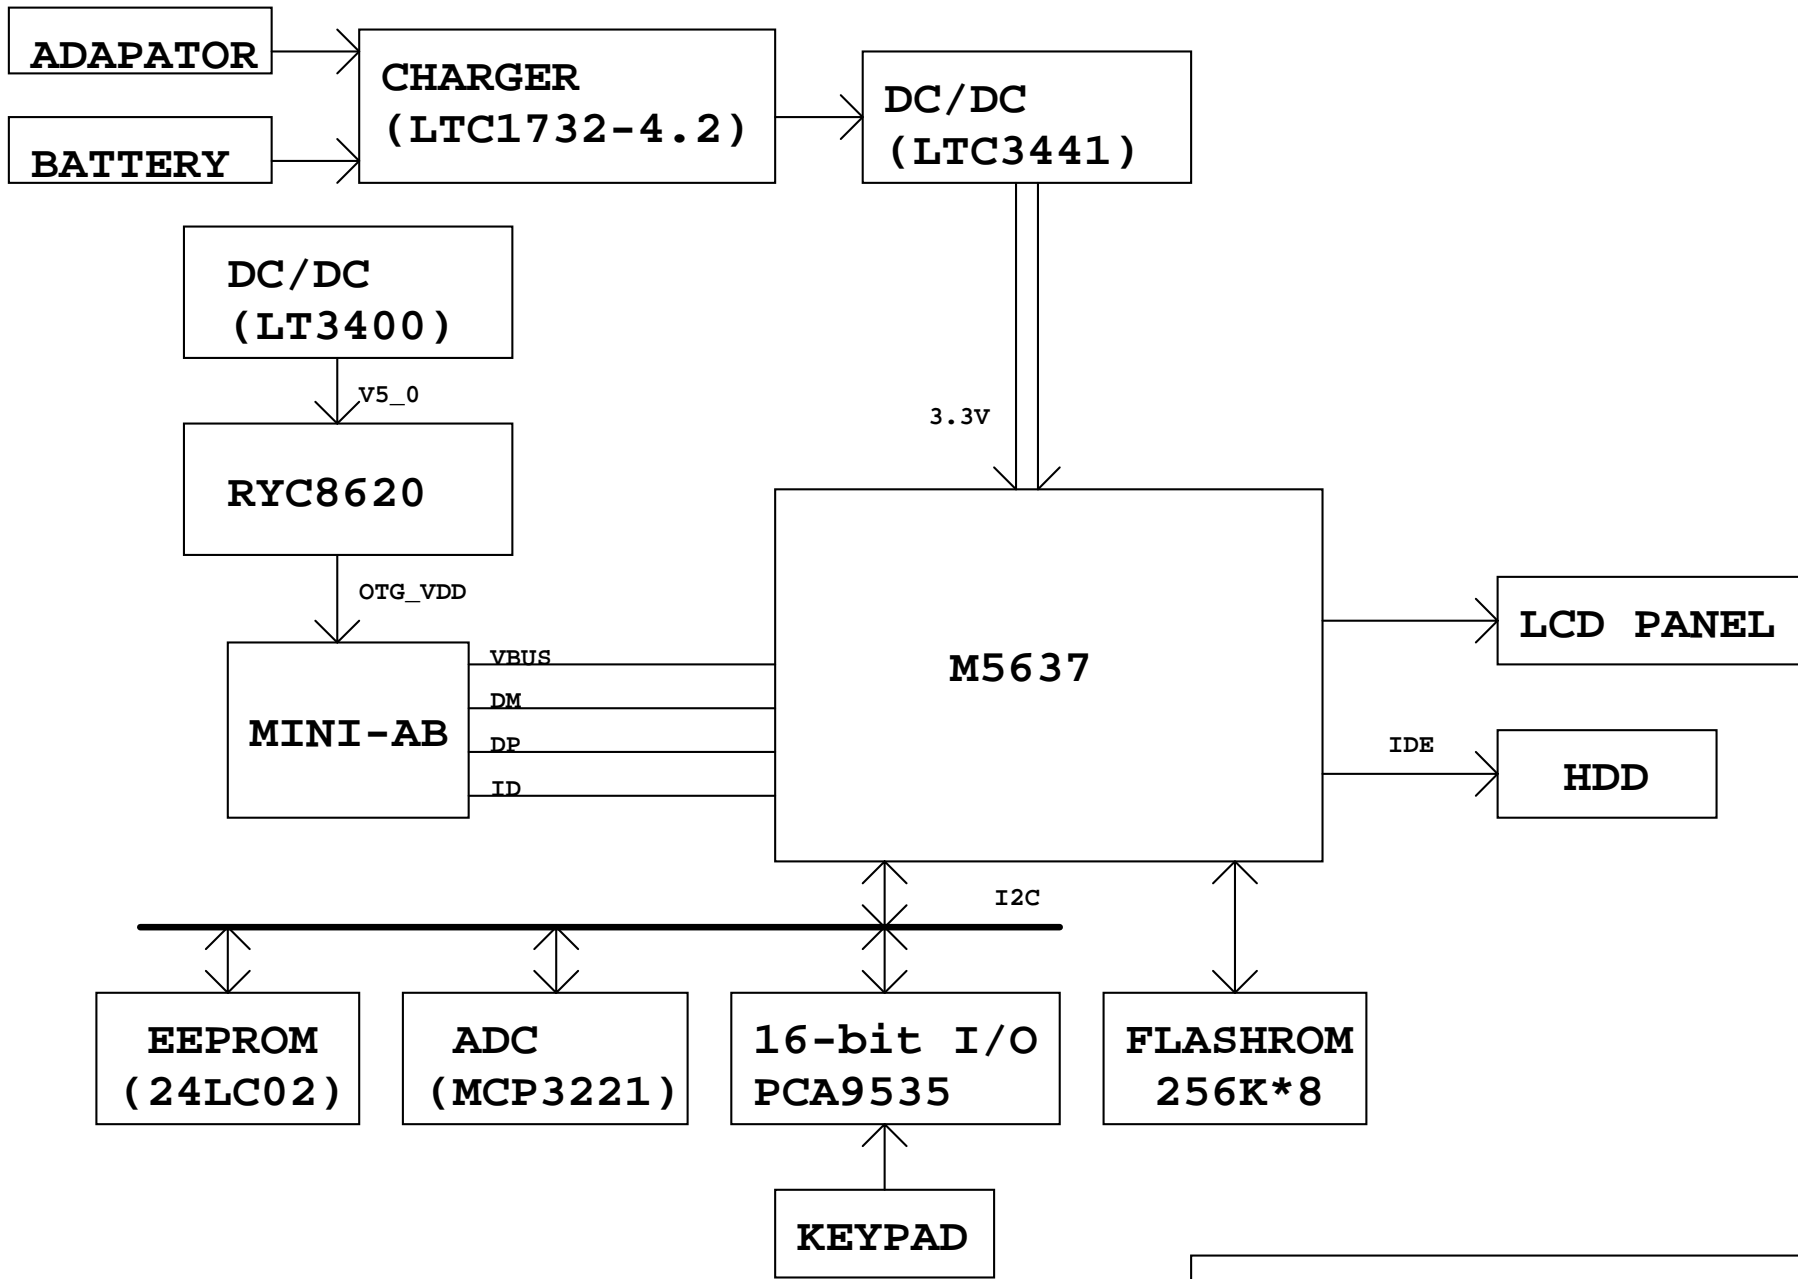 ADAPATOR
BATTERY
CHARGER
(LTC1732-4.2)
DC/DC
(LTC3441)
DC/DC
(LT3400)
V5_0
3.3V
RYC8620
OTG_VDD
MINI-AB
VBUS
DM
DP
ID
M5637
LCD PANEL
IDE
HDD
I2C
EEPROM
(24LC02)
ADC
(MCP3221)
16-bit I/O
PCA9535
FLASHROM
256K*8
KEYPAD